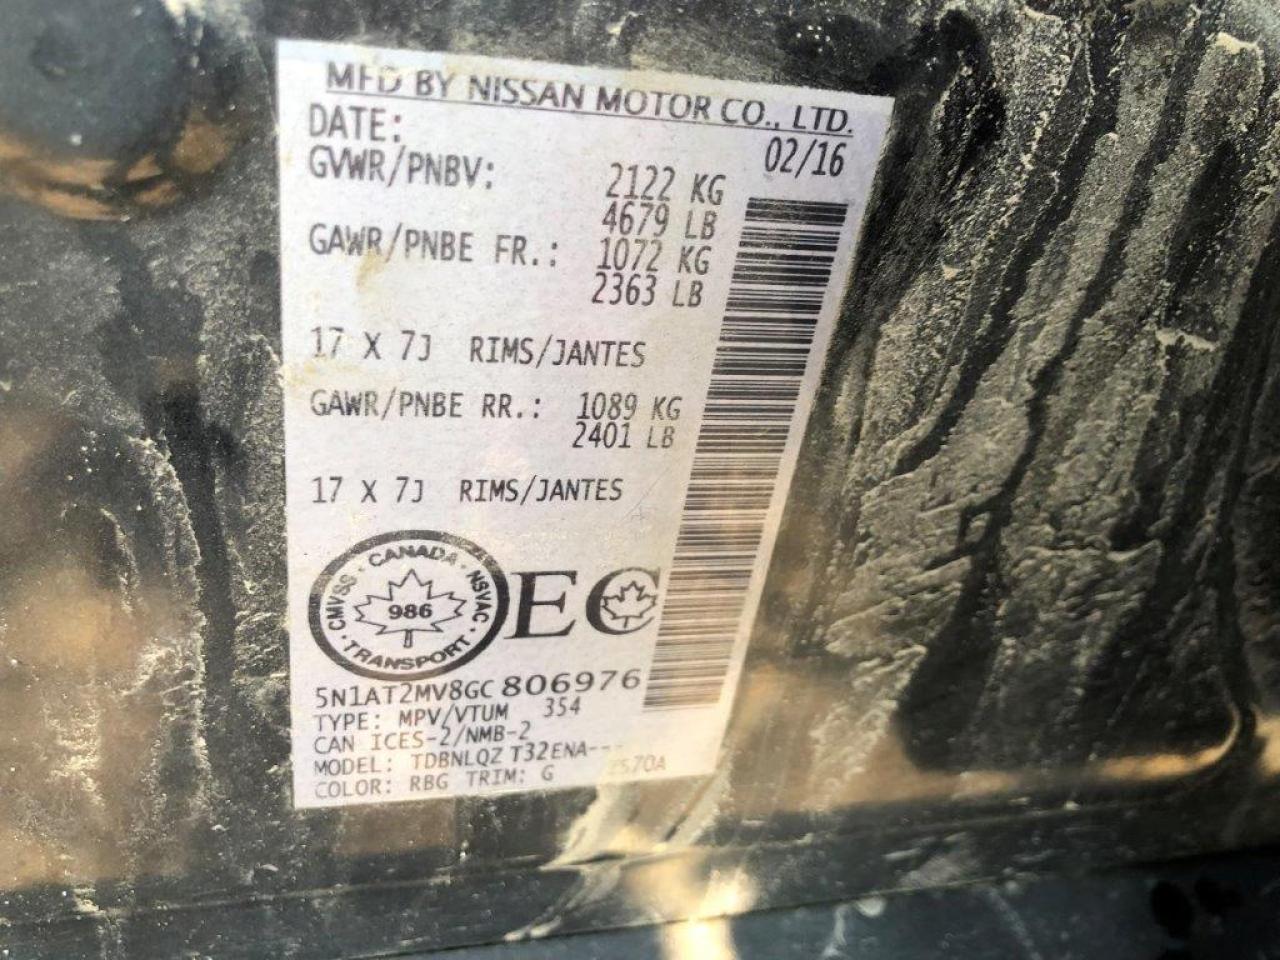 MFD BY NISSAN MOTOR CO., LTD.
DATE: 02/16
GVWR/PNBV: 2122 KG
4679 LB
GAWR/PNBE FR.: 1072 KG
2363 LB
17 X 7J RIMS/JANTES
GAWR/PNBE RR.: 1089 KG
2401 LB
17 X 7J RIMS/JANTES
CMVSS · CANADA · NSVAC · TRANSPORT ·
986
EC
5N1AT2MV8GC806976
TYPE: MPV/VTUM 354
CAN ICES-2/NMB-2
MODEL: TDBNLQZ T32ENA---
COLOR: RBG TRIM: G